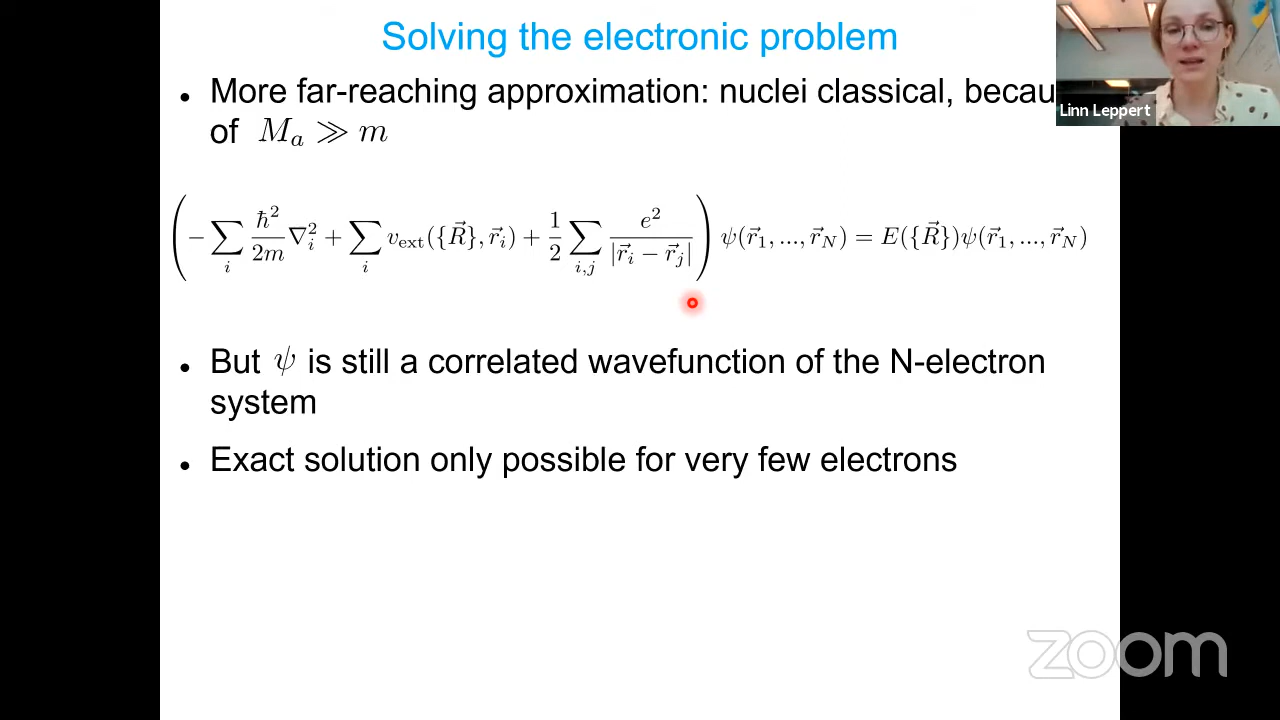 Solving the electronic problem
• More far-reaching approximation: nuclei classical, becau
of $M_a \gg m$
$\left( -\sum_i \frac{\hbar^2}{2m} \nabla_i^2 + \sum_i v_{\text{ext}}(\{\vec{R}\}, \vec{r}_i) + \frac{1}{2} \sum_{i,j} \frac{e^2}{|\vec{r}_i - \vec{r}_j|} \right) \psi(\vec{r}_1, ..., \vec{r}_N) = E(\{\vec{R}\}) \psi(\vec{r}_1, ..., \vec{r}_N)$
• But $\psi$ is still a correlated wavefunction of the N-electron
system
• Exact solution only possible for very few electrons
Linn Leppert
zoom